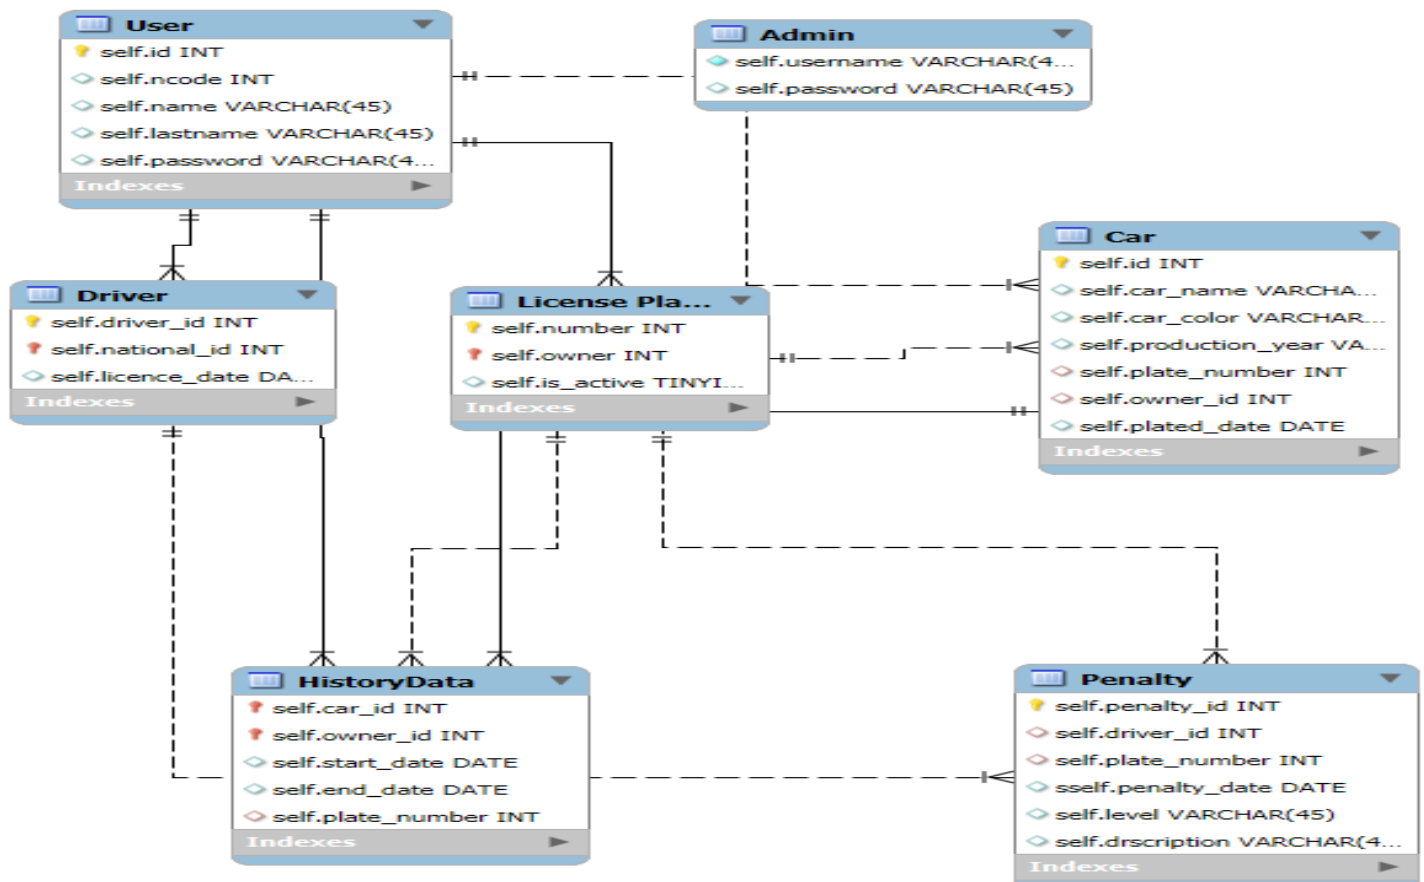 User
self.id INT
self.ncode INT
self.name VARCHAR(45)
self.lastname VARCHAR(45)
self.password VARCHAR(4...
Indexes
Admin
self.username VARCHAR(4...
self.password VARCHAR(45)
Car
self.id INT
self.car_name VARCHA...
self.car_color VARCHAR...
self.production_year VA...
self.plate_number INT
self.owner_id INT
self.plated_date DATE
Indexes
Driver
self.driver_id INT
self.national_id INT
self.licence_date DA...
Indexes
License Pla...
self.number INT
self.owner INT
self.is_active TINYI...
Indexes
HistoryData
self.car_id INT
self.owner_id INT
self.start_date DATE
self.end_date DATE
self.plate_number INT
Indexes
Penalty
self.penalty_id INT
self.driver_id INT
self.plate_number INT
sself.penalty_date DATE
self.level VARCHAR(45)
self.drscription VARCHAR(4...
Indexes